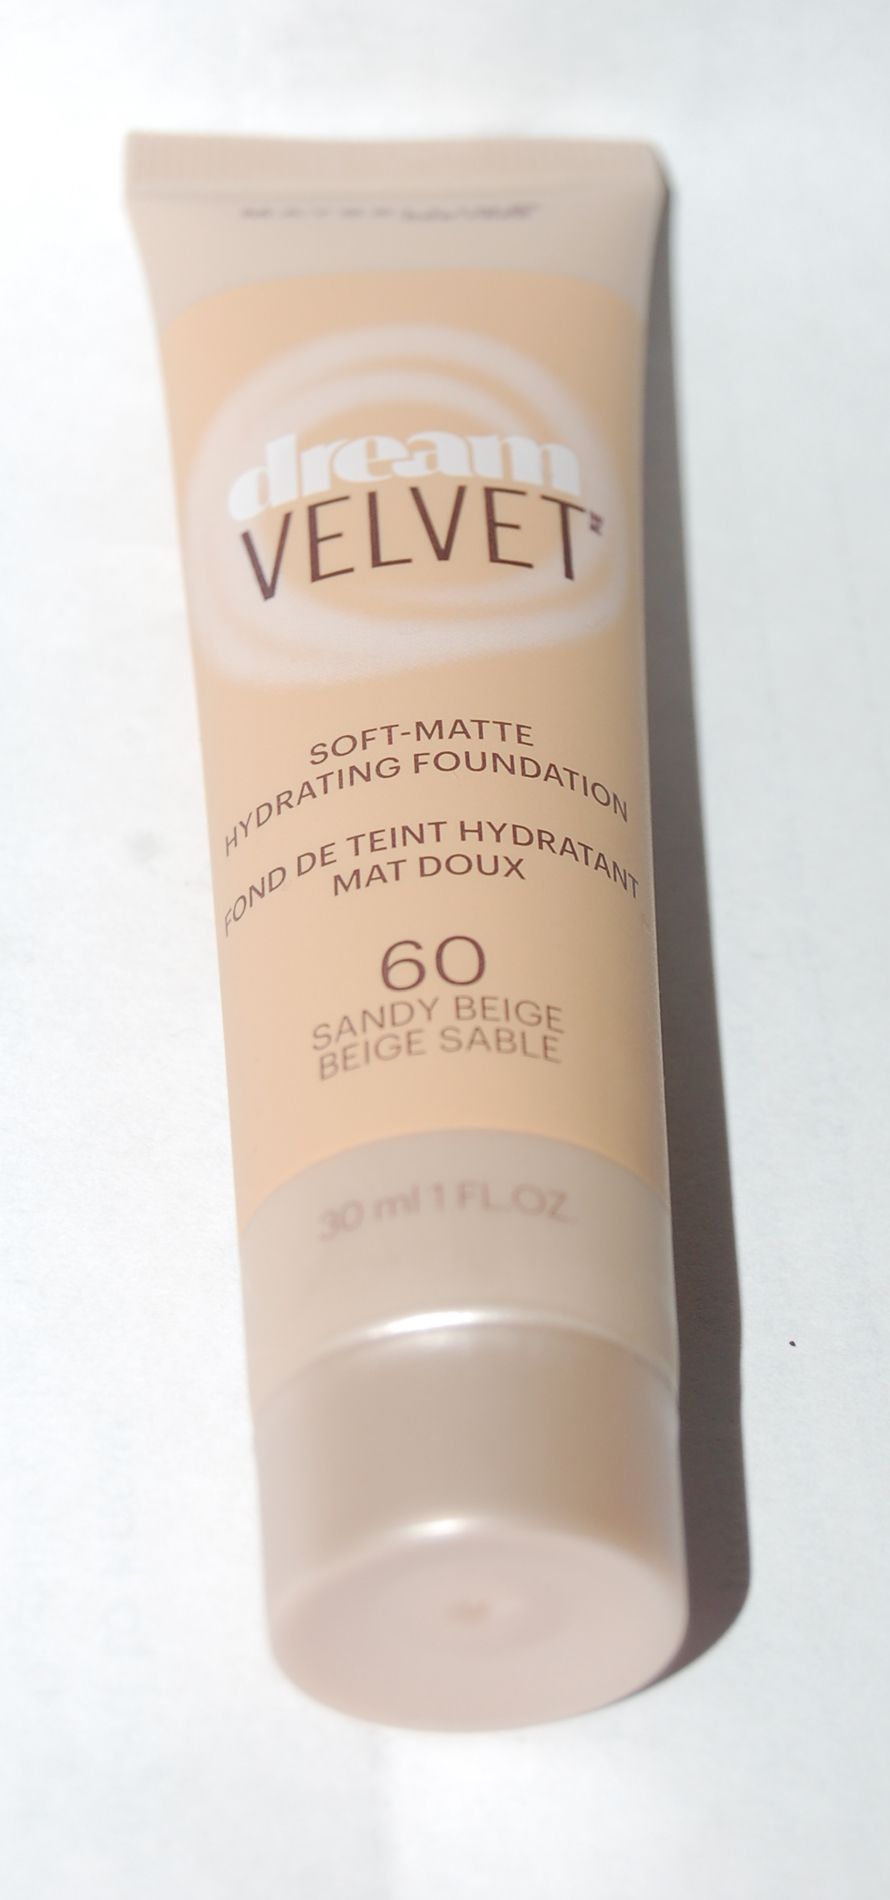 dream
VELVET™
SOFT-MATTE
HYDRATING FOUNDATION
FOND DE TEINT HYDRATANT
MAT DOUX
60
SANDY BEIGE
BEIGE SABLE
30 ml 1 FL.OZ.